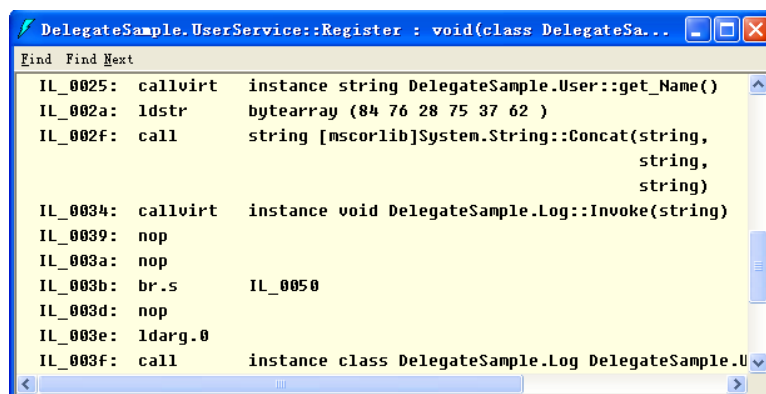 DelegateSample.UserService::Register : void(class DelegateSa...
Find Find Next
IL_0025: callvirt instance string DelegateSample.User::get_Name()
IL_002a: ldstr bytearray (84 76 28 75 37 62 )
IL_002f: call string [mscorlib]System.String::Concat(string,
string,
string)
IL_0034: callvirt instance void DelegateSample.Log::Invoke(string)
IL_0039: nop
IL_003a: nop
IL_003b: br.s IL_0050
IL_003d: nop
IL_003e: ldarg.0
IL_003f: call instance class DelegateSample.Log DelegateSample.U